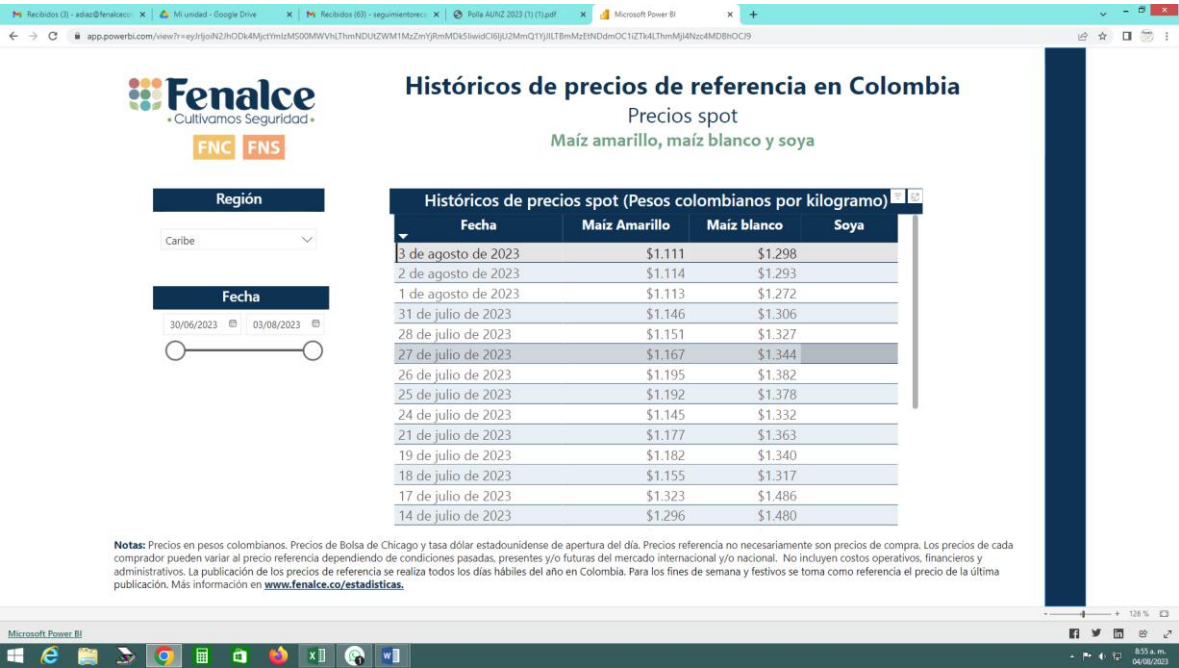 Recibidos (3) - adiaz@fenalceco
Mi unidad - Google Drive
Recibidos (63) - seguimientorec
Polla AUNZ 2023 (1) (1).pdf
Microsoft Power BI
Fenalce
• Cultivamos Seguridad •
FNC FNS
Históricos de precios de referencia en Colombia
Precios spot
Maíz amarillo, maíz blanco y soya
Región
Caribe
Fecha
30/06/2023 03/08/2023
Históricos de precios spot (Pesos colombianos por kilogramo)
Fecha Maíz Amarillo Maíz blanco Soya
3 de agosto de 2023 $1.111 $1.298
2 de agosto de 2023 $1.114 $1.293
1 de agosto de 2023 $1.113 $1.272
31 de julio de 2023 $1.146 $1.306
28 de julio de 2023 $1.151 $1.327
27 de julio de 2023 $1.167 $1.344
26 de julio de 2023 $1.195 $1.382
25 de julio de 2023 $1.192 $1.378
24 de julio de 2023 $1.145 $1.332
21 de julio de 2023 $1.177 $1.363
19 de julio de 2023 $1.182 $1.340
18 de julio de 2023 $1.155 $1.317
17 de julio de 2023 $1.323 $1.486
14 de julio de 2023 $1.296 $1.480
Notas: Precios en pesos colombianos. Precios de Bolsa de Chicago y tasa dólar estadounidense de apertura del día. Precios referencia no necesariamente son precios de compra. Los precios de cada
comprador pueden variar al precio referencia dependiendo de condiciones pasadas, presentes y/o futuras del mercado internacional y/o nacional. No incluyen costos operativos, financieros y
administrativos. La publicación de los precios de referencia se realiza todos los días hábiles del año en Colombia. Para los fines de semana y festivos se toma como referencia el precio de la última
publicación. Más información en www.fenalce.co/estadisticas.
126 %
Microsoft Power BI
8:55 a. m.
04/08/2023